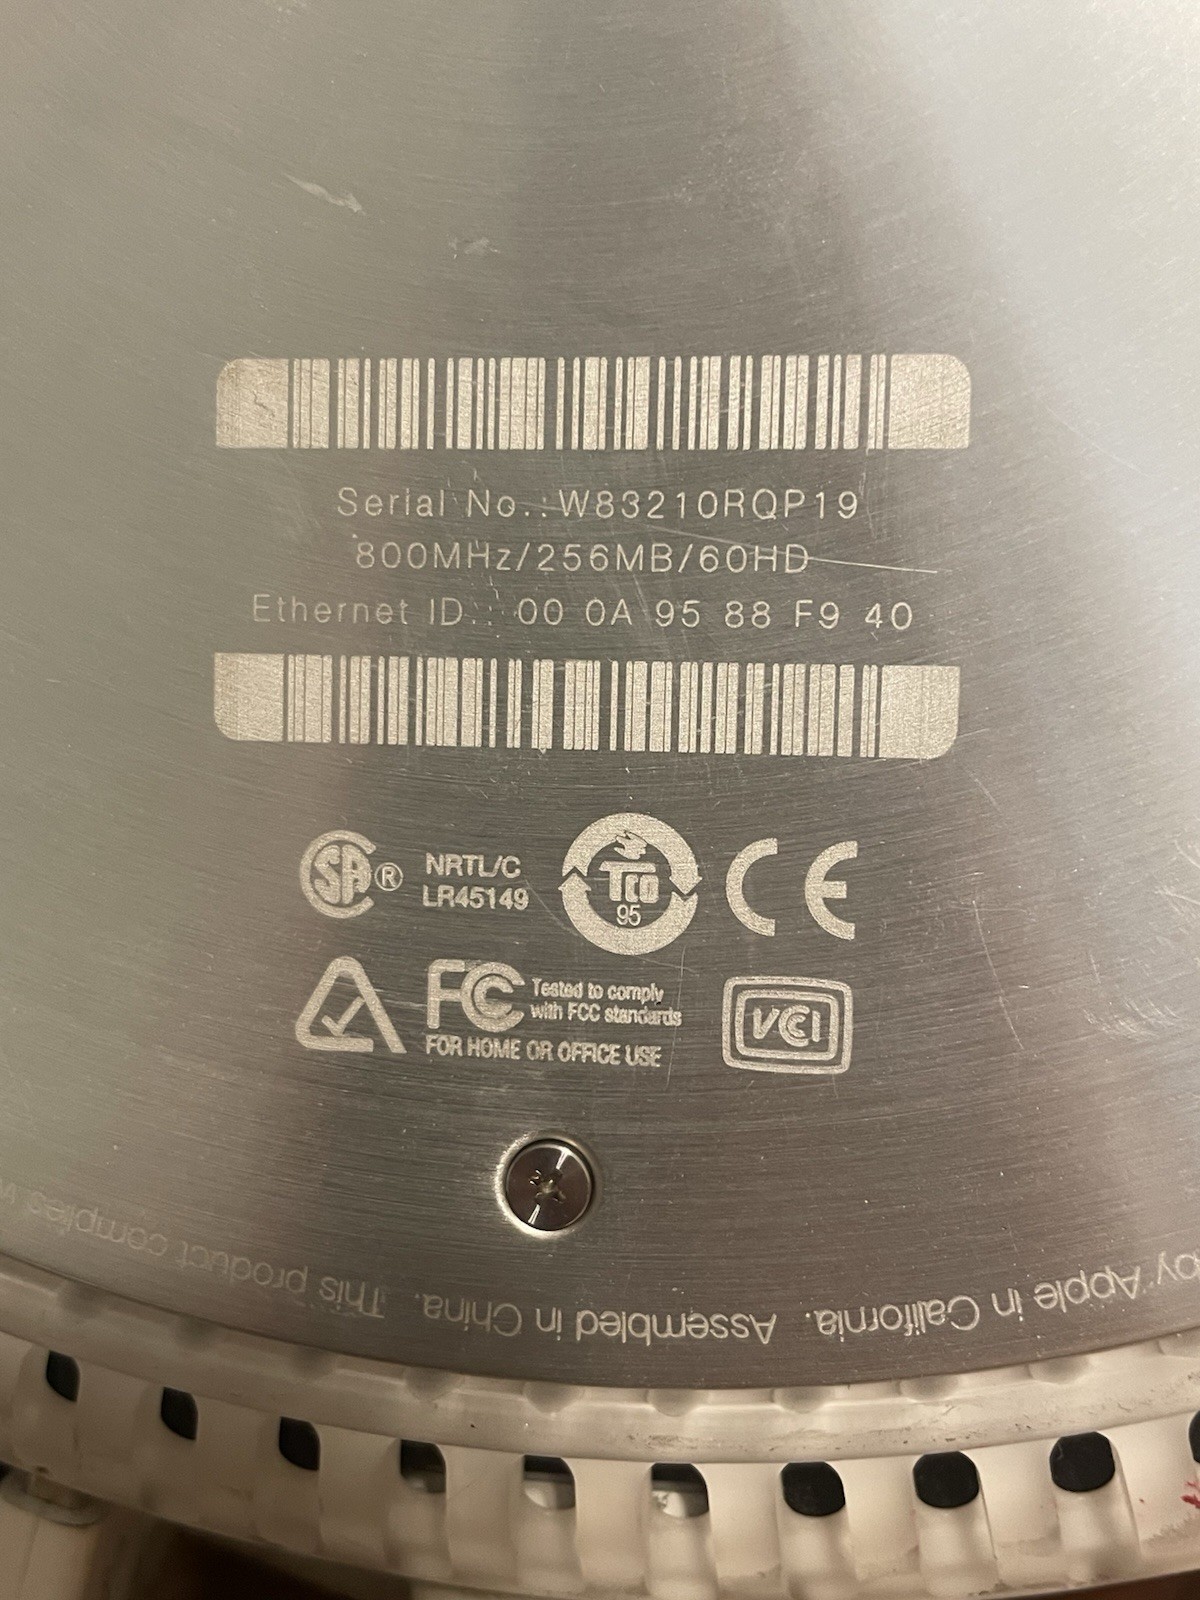 Serial No.: W83210RQP19
800MHz/256MB/60HD
Ethernet ID.: 00 0A 95 88 F9 40
SA ® NRTL/C
LR45149
TCO
95
CE
FC Tested to comply
with FCC standards
FOR HOME OR OFFICE USE
VCI
by Apple in California. Assembled in China. This product complies